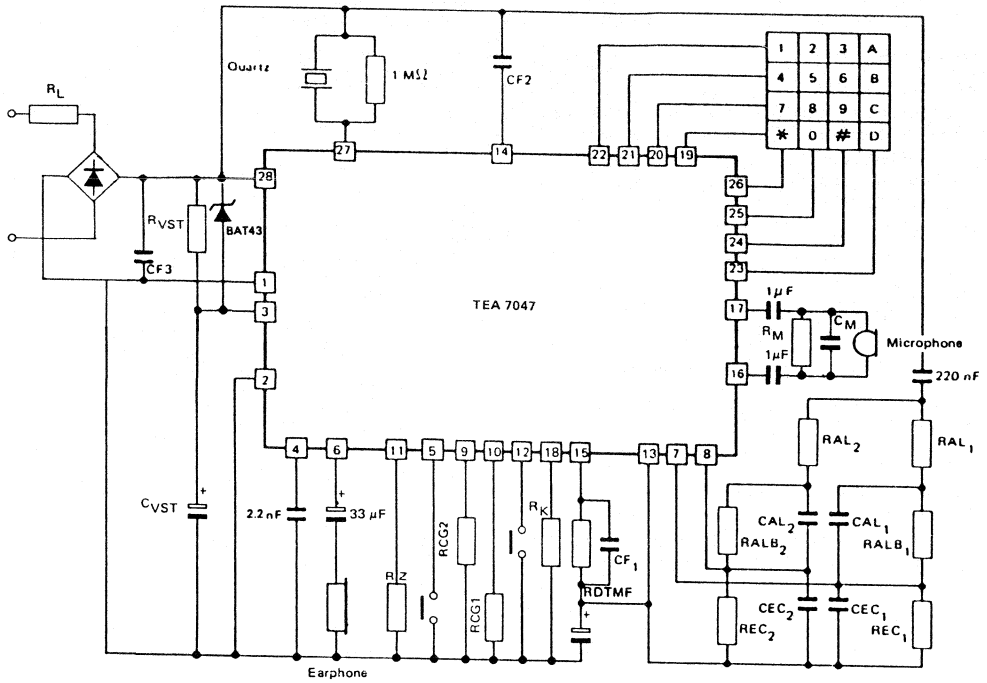 1 2 3 A
4 5 6 B
7 8 9 C
* 0 # D
Quartz
1 MΩ
CF2
RL
27
14
22 21 20 19
28
26
RVST
BAT43
25
CF3
24
23
1
3
TEA 7047
17
1 µF
RM
CM
Microphone
2
1µF
16
220 nF
4 6 11 5 9 10 12 18 15 13 7 8
RAL2
RAL1
CVST
+
2.2 nF
+
33 µF
RCG2
RK
CAL2
RALB2
CAL1
RALB1
CF1
RZ
RCG1
RDTMF
+
CEC2
REC2
CEC1
REC1
Earphone